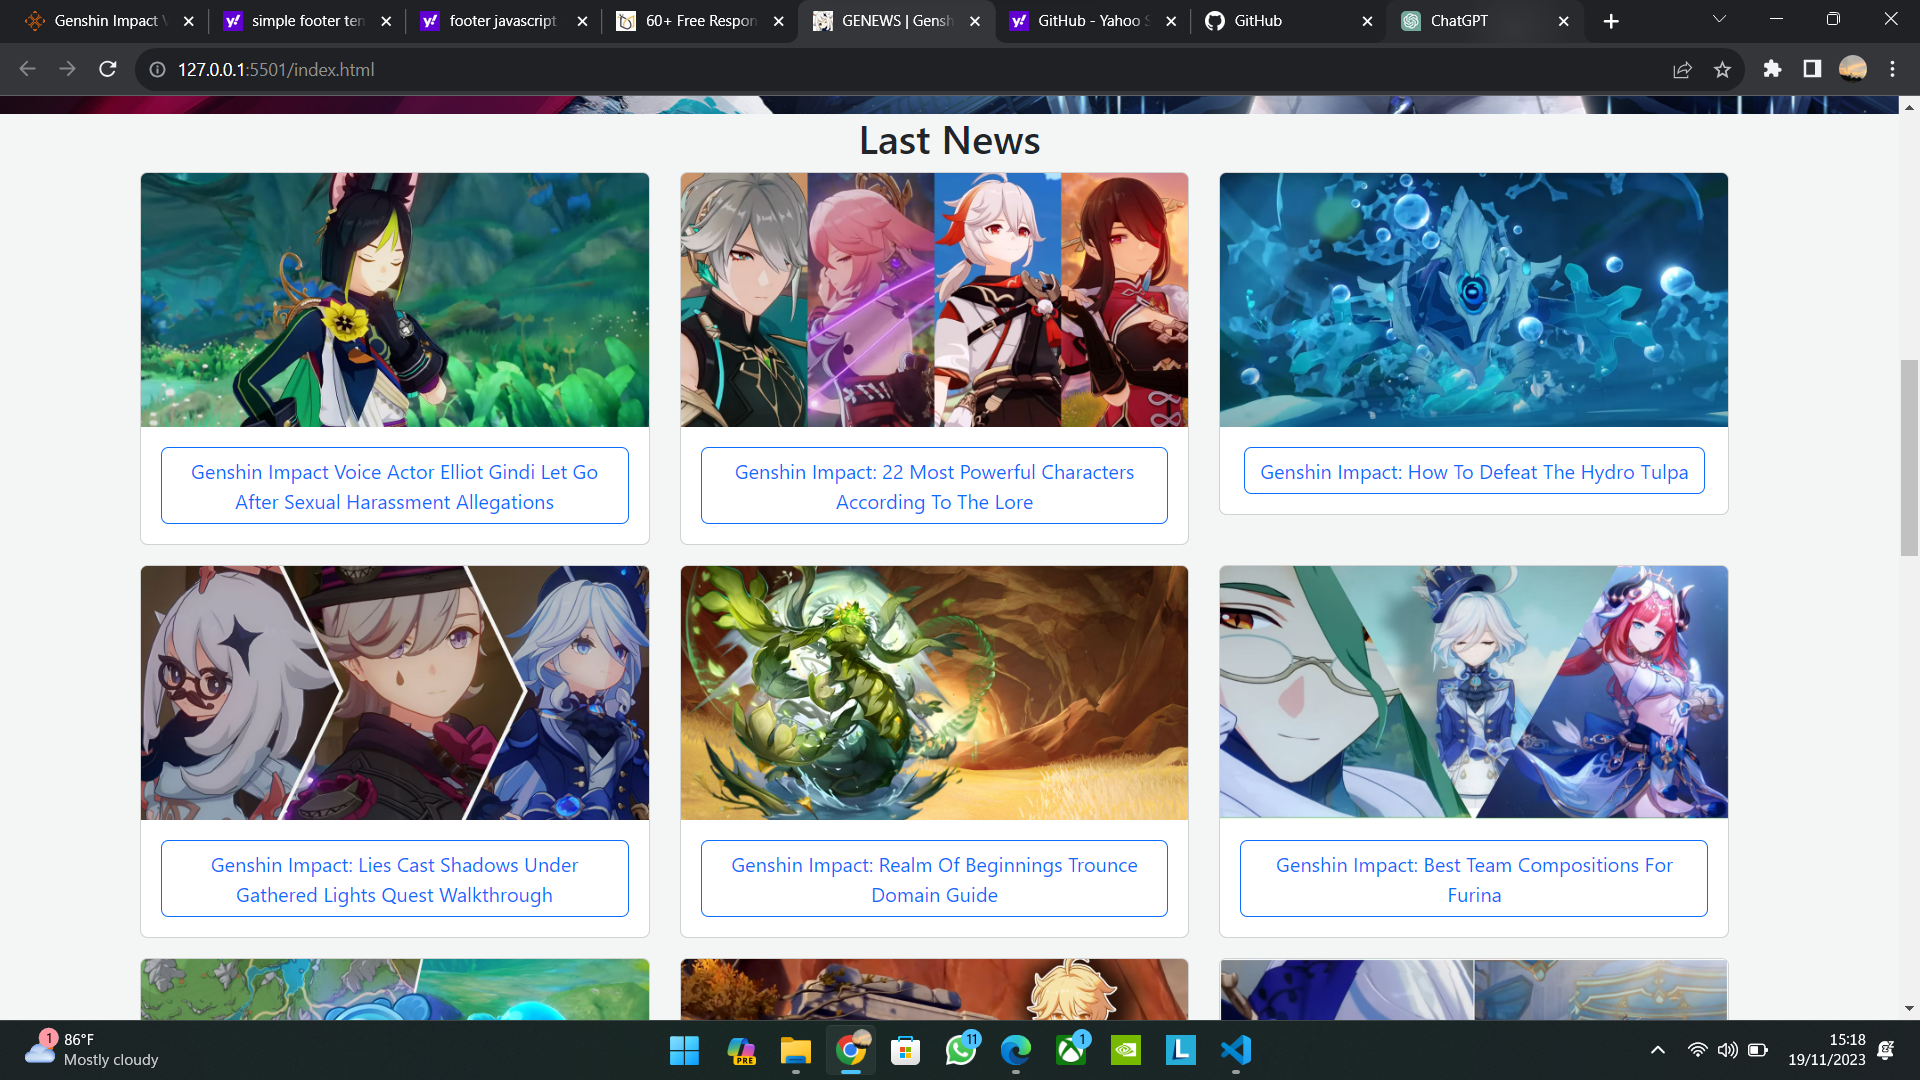 Genshin Impact
simple footer ten
footer javascript
60+ Free Respon
GENEWS | Gensh
GitHub - Yahoo S
GitHub
ChatGPT
127.0.0.1:5501/index.html
Last News
Genshin Impact Voice Actor Elliot Gindi Let Go
After Sexual Harassment Allegations
Genshin Impact: 22 Most Powerful Characters
According To The Lore
Genshin Impact: How To Defeat The Hydro Tulpa
Genshin Impact: Lies Cast Shadows Under
Gathered Lights Quest Walkthrough
Genshin Impact: Realm Of Beginnings Trounce
Domain Guide
Genshin Impact: Best Team Compositions For
Furina
1
86°F
Mostly cloudy
PRE
11
1
L
15:18
19/11/2023